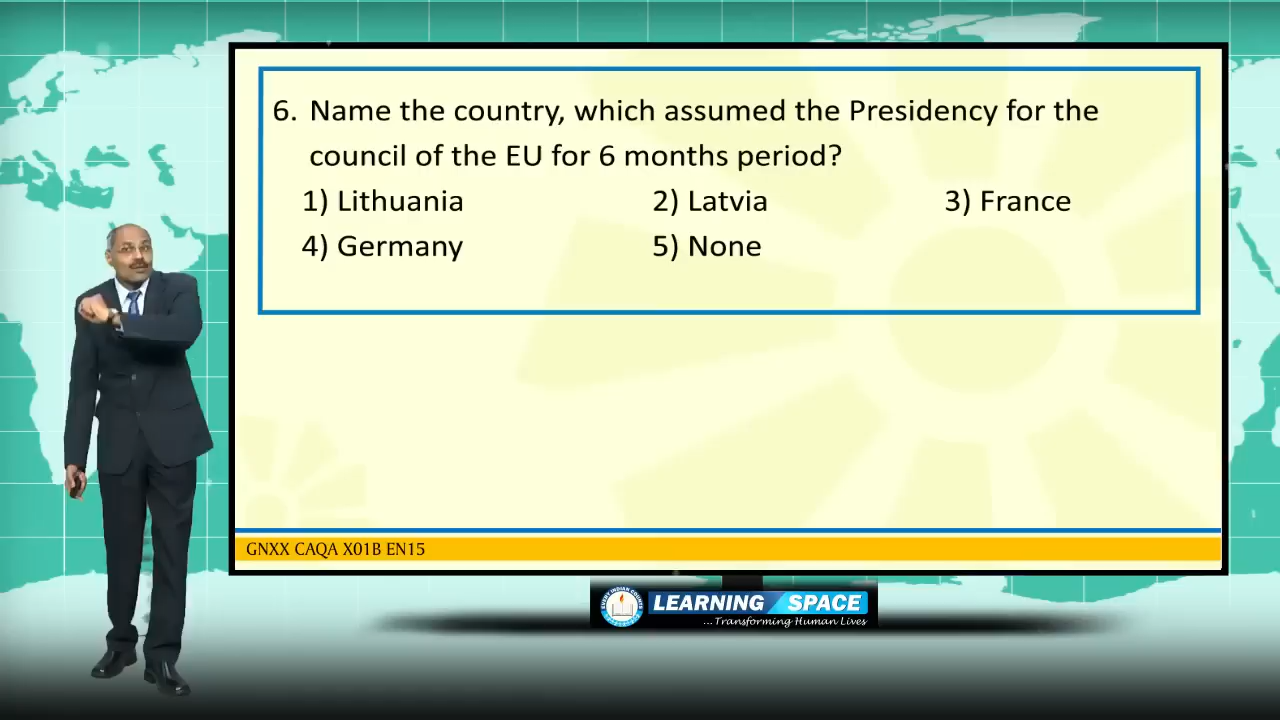 6. Name the country, which assumed the Presidency for the
council of the EU for 6 months period?
1) Lithuania 2) Latvia 3) France
4) Germany 5) None
GNXX CAQA X01B EN15
LEARNING SPACE
...Transforming Human Lives